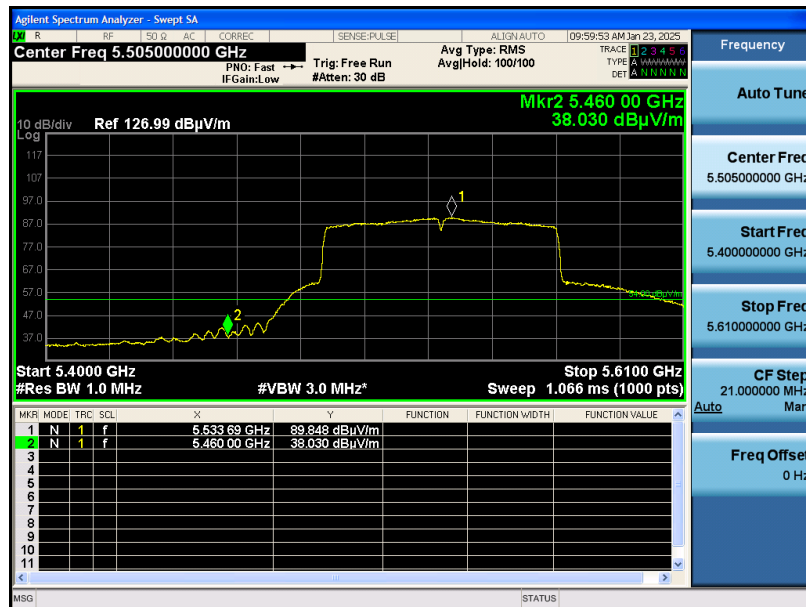 Agilent Spectrum Analyzer - Swept SA
LXI R RF 50 Ω AC CORREC SENSE:PULSE ALIGN AUTO 09:59:53 AM Jan 23, 2025
Center Freq 5.505000000 GHz
PNO: Fast
IFGain:Low
Trig: Free Run
#Atten: 30 dB
Avg Type: RMS
Avg|Hold: 100/100
TRACE 1 2 3 4 5 6
TYPE A WWWWW
DET A N N N N N
Mkr2 5.460 00 GHz
38.030 dBµV/m
10 dB/div Ref 126.99 dBµV/m
Log
117
107
97.0
87.0
77.0
67.0
57.0
47.0
37.0
1
2
Start 5.4000 GHz Stop 5.6100 GHz
#Res BW 1.0 MHz #VBW 3.0 MHz* Sweep 1.066 ms (1000 pts)
MKR MODE TRC SCL X Y FUNCTION FUNCTION WIDTH FUNCTION VALUE
1 N 1 f 5.533 69 GHz 89.848 dBµV/m
2 N 1 f 5.460 00 GHz 38.030 dBµV/m
3
4
5
6
7
8
9
10
11
MSG STATUS
Frequency
Auto Tune
Center Freq
5.505000000 GHz
Start Freq
5.400000000 GHz
Stop Freq
5.610000000 GHz
CF Step
21.000000 MHz
Auto Man
Freq Offset
0 Hz